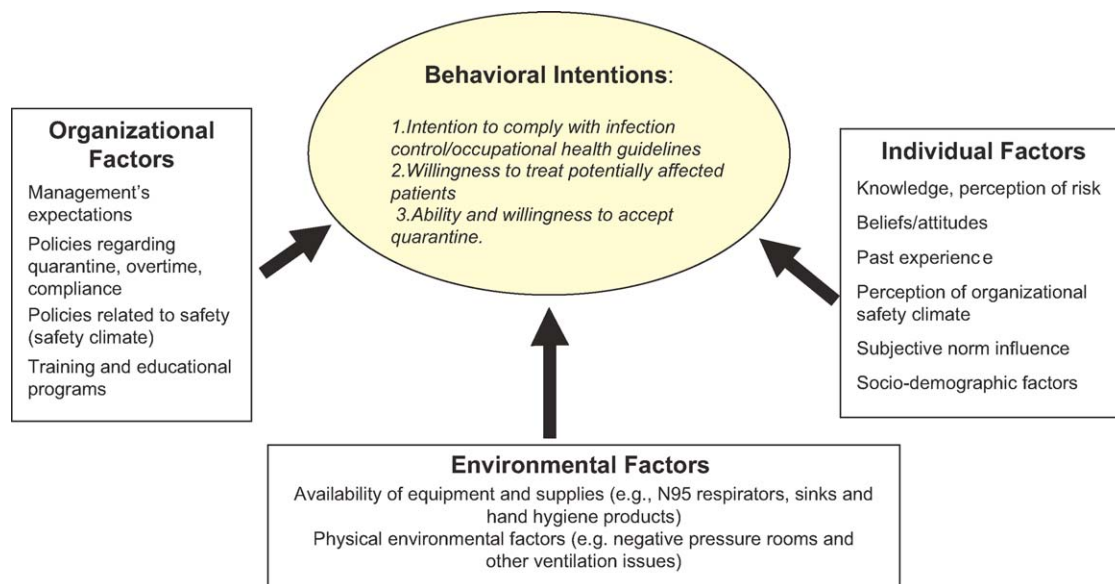 Behavioral Intentions:
1.Intention to comply with infection
control/occupational health guidelines
2.Willingness to treat potentially affected
patients
3.Ability and willingness to accept
quarantine.
Organizational
Factors
Management's
expectations
Policies regarding
quarantine, overtime,
compliance
Policies related to safety
(safety climate)
Training and educational
programs
Individual Factors
Knowledge, perception of risk
Beliefs/attitudes
Past experience
Perception of organizational
safety climate
Subjective norm influence
Socio-demographic factors
Environmental Factors
Availability of equipment and supplies (e.g., N95 respirators, sinks and
hand hygiene products)
Physical environmental factors (e.g. negative pressure rooms and
other ventilation issues)